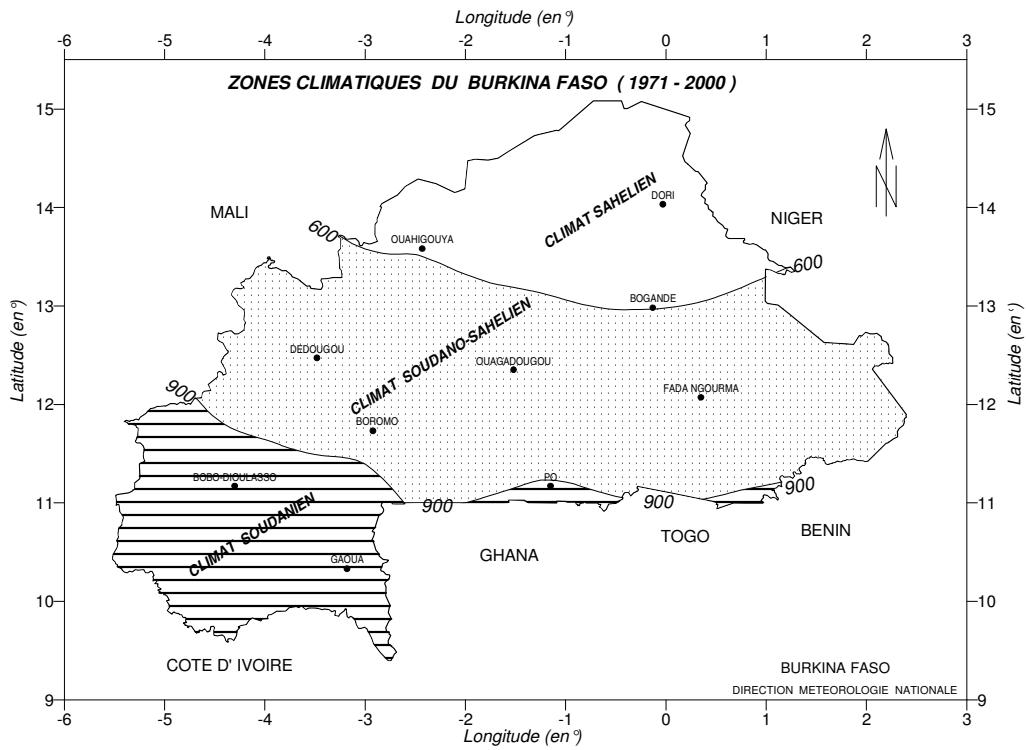 Longitude (en °)
-6 -5 -4 -3 -2 -1 0 1 2 3
ZONES CLIMATIQUES DU BURKINA FASO ( 1971 - 2000 )
15 15
CLIMAT SAHELIEN
DORI
14 14
MALI
NIGER
600
OUAHIGOUYA
600
BOGANDE
13 13
Latitude (en °)
Latitude (en °)
CLIMAT SOUDANO-SAHELIEN
DEDOUGOU
OUAGADOUGOU
FADA NGOURMA
900
12 12
BOROMO
BOBO-DIOULASSO
PO
900
11 11
900
900
CLIMAT SOUDANIEN
TOGO
BENIN
GHANA
GAOUA
10 10
COTE D' IVOIRE
BURKINA FASO
DIRECTION METEOROLOGIE NATIONALE
9 9
-6 -5 -4 -3 -2 -1 0 1 2 3
Longitude (en °)